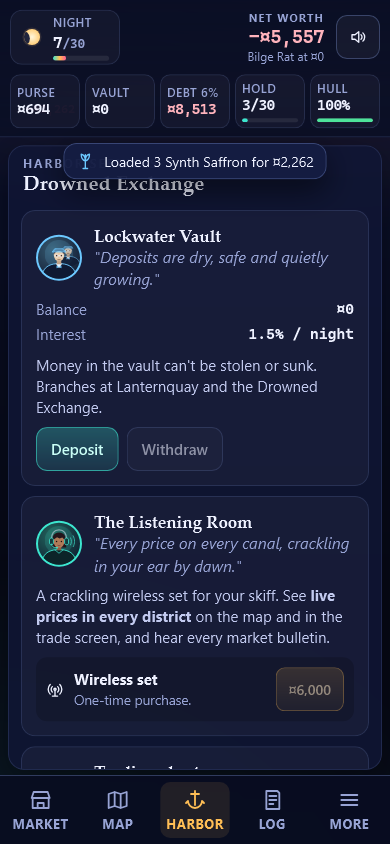 NIGHT
7/30
NET WORTH
−¤5,557
Bilge Rat at ¤0
PURSE
¤694
VAULT
¤0
DEBT 6%
¤8,513
HOLD
3/30
HULL
100%
Loaded 3 Synth Saffron for ¤2,262
HARB
Drowned Exchange
Lockwater Vault
"Deposits are dry, safe and quietly
growing."
Balance
¤0
Interest
1.5% / night
Money in the vault can't be stolen or sunk.
Branches at Lanternquay and the Drowned
Exchange.
Deposit
Withdraw
The Listening Room
"Every price on every canal, crackling
in your ear by dawn."
A crackling wireless set for your skiff. See live
prices in every district on the map and in the
trade screen, and hear every market bulletin.
Wireless set
One-time purchase.
¤6,000
MARKET
MAP
HARBOR
LOG
MORE